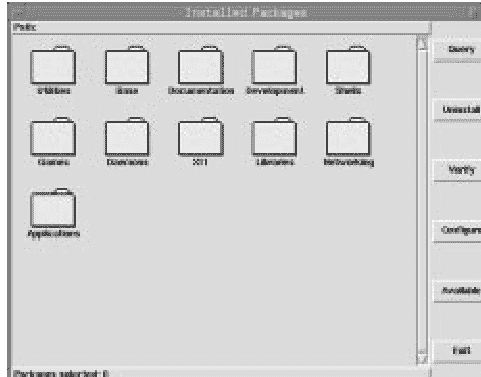 Installed Packages
Path:
Query
Utilities Base Documentation Development Shells
Uninstall
Games Daemons X11 Libraries Networking
Verify
Applications
Configure
Available
Exit
Packages selected: 0